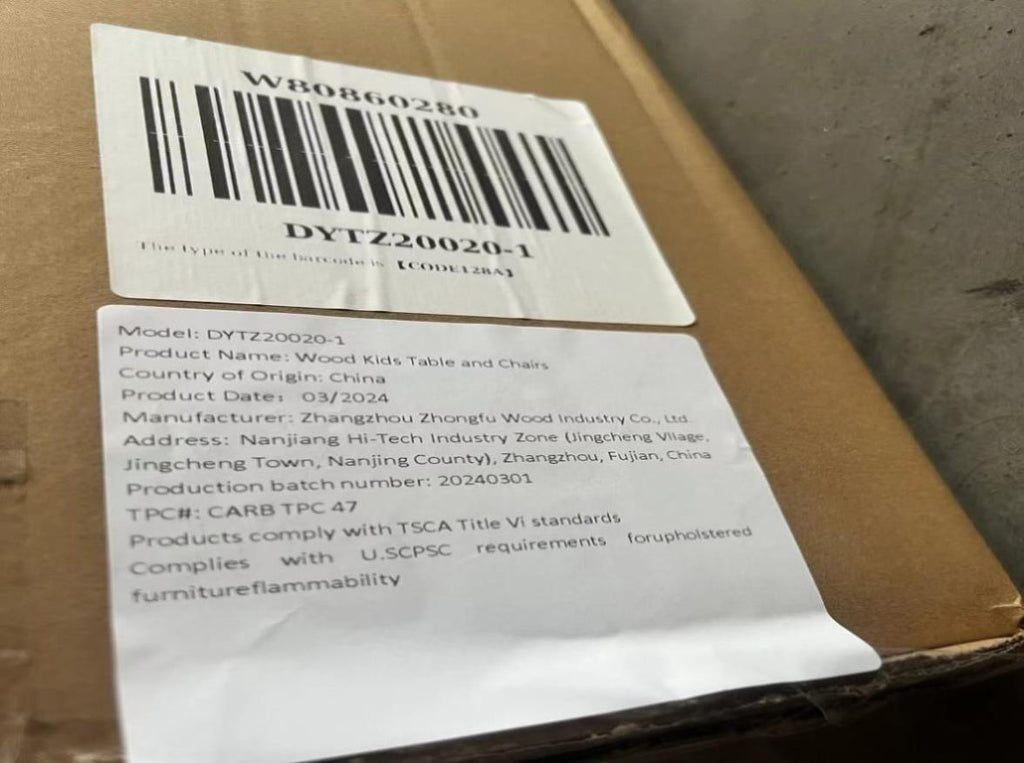 W80860280
DYTZ20020-1
The type of the barcode is 【CODE128A】
Model: DYTZ20020-1
Product Name: Wood Kids Table and Chairs
Country of Origin: China
Product Date： 03/2024
Manufacturer: Zhangzhou Zhongfu Wood Industry Co., Ltd.
Address: Nanjiang Hi-Tech Industry Zone (Jingcheng Vilage,
Jingcheng Town, Nanjing County), Zhangzhou, Fujian, China
Production batch number: 20240301
TPC#: CARB TPC 47
Products comply with TSCA Title Vi standards
Complies with U.SCPSC requirements forupholstered
furnitureflammability